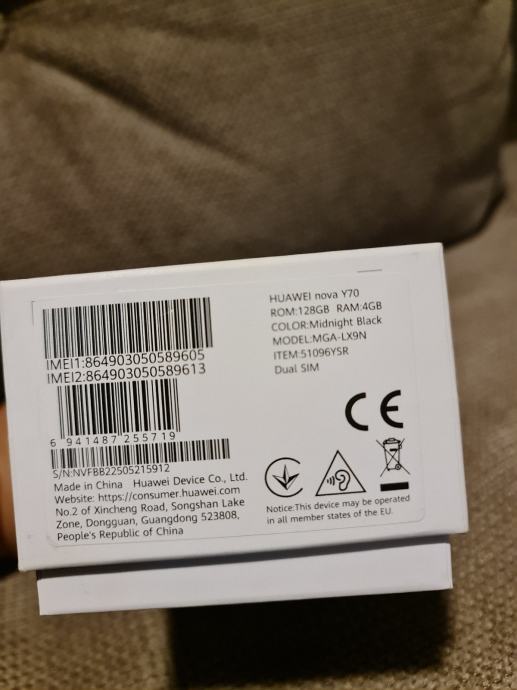 IMEI1:864903050589605
IMEI2:864903050589613
6 941487 255719
S/N:NVFBB22505215912
Made in China Huawei Device Co., Ltd.
Website: https://consumer.huawei.com
No.2 of Xincheng Road, Songshan Lake
Zone, Dongguan, Guangdong 523808,
People's Republic of China
HUAWEI nova Y70
ROM:128GB RAM:4GB
COLOR:Midnight Black
MODEL:MGA-LX9N
ITEM:51096YSR
Dual SIM
CE
Notice:This device may be operated
in all member states of the EU.